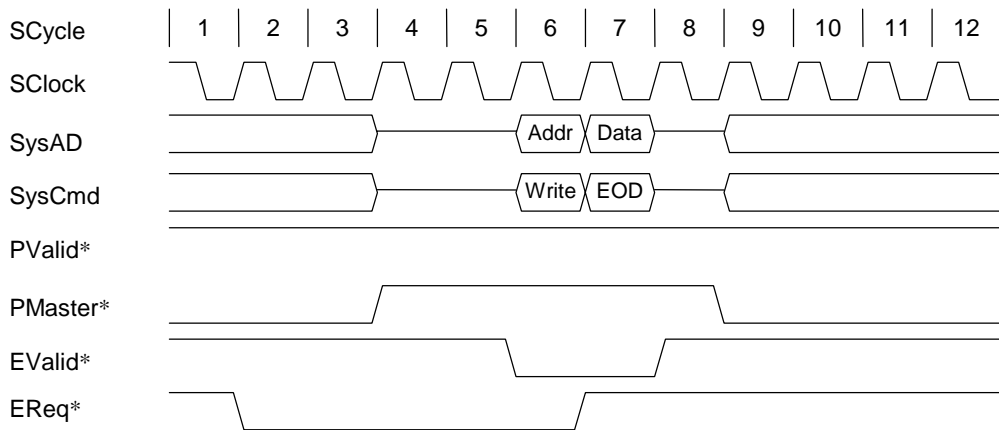 SCycle 1 2 3 4 5 6 7 8 9 10 11 12
SClock
SysAD Addr Data
SysCmd Write EOD
PValid*
PMaster*
EValid*
EReq*